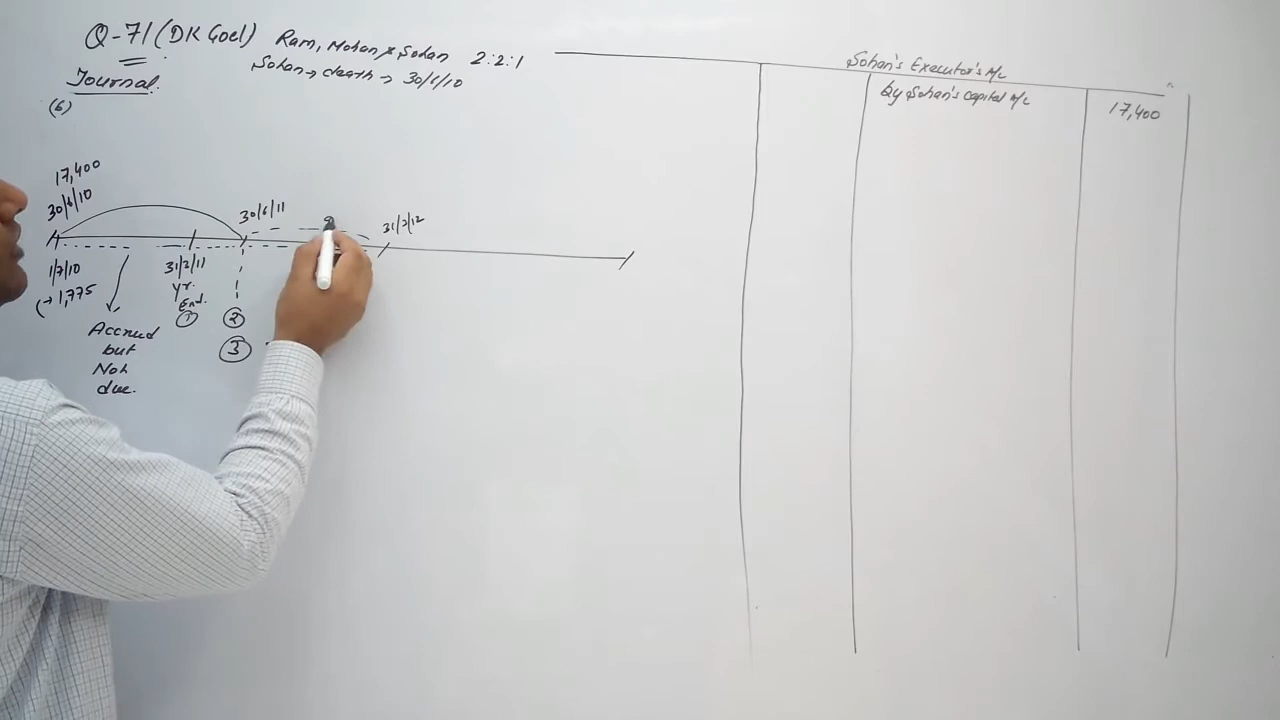 Q-71 (DK Goel) Ram, Mohan & Sohan 2:2:1
Sohan → death → 30/6/10
Journal.
(6)
17,400
30/6/10
30/6/11
31/3/12
1/7/10
(→ 1,775
31/3/11
Yr.
End.
①
②
③
Accrued
but
Not
due.
Sohan's Executor's A/c
By Sohan's Capital A/c
17,400